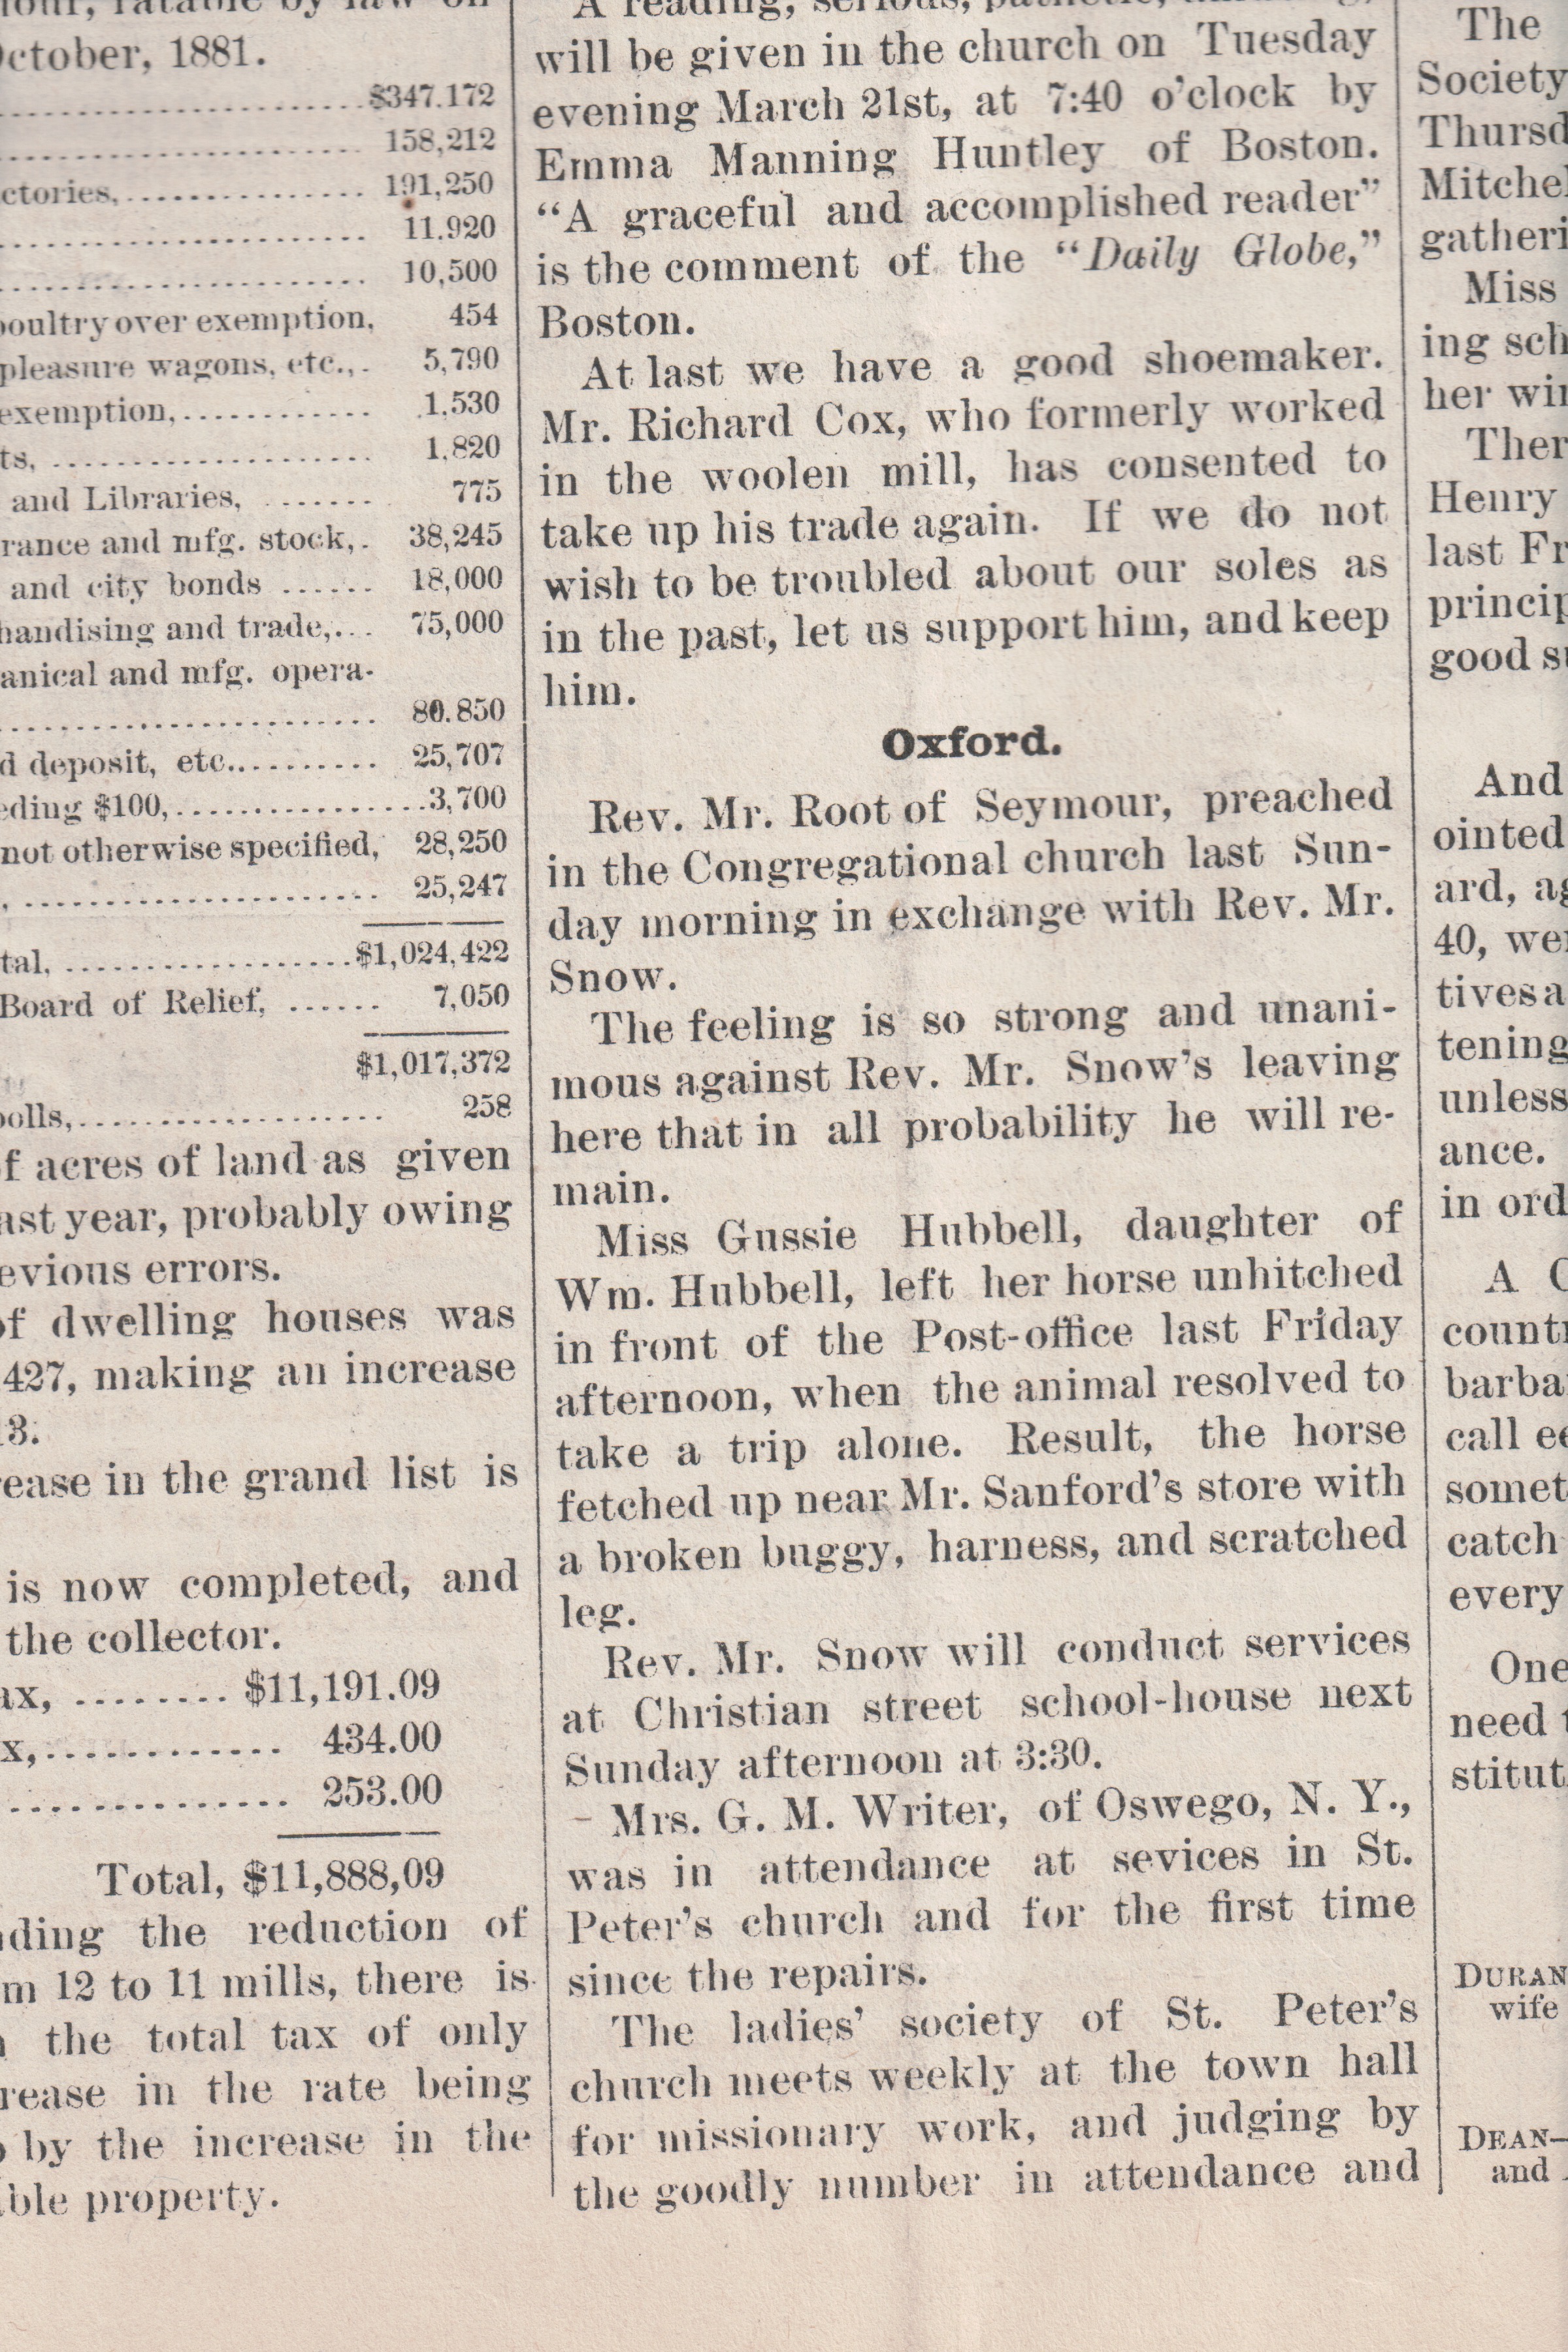 ratable by law on
October, 1881.
$347.172
158,212
ctories, 191,250
11.920
10,500
poultry over exemption, 454
pleasure wagons, etc., 5,790
exemption, 1,530
ts, 1,820
and Libraries, 775
rance and mfg. stock, 38,245
and city bonds 18,000
handising and trade, 75,000
anical and mfg. opera-
80.850
d deposit, etc. 25,707
eding $100, 3,700
not otherwise specified, 28,250
, 25,247
tal, $1,024,422
Board of Relief, 7,050
$1,017,372
polls, 258
of acres of land as given
ast year, probably owing
evious errors.
of dwelling houses was
427, making an increase
13.
rease in the grand list is
is now completed, and
the collector.
ax, $11,191.09
x, 434.00
253.00
Total, $11,888,09
ding the reduction of
m 12 to 11 mills, there is
the total tax of only
rease in the rate being
by the increase in the
ble property.
A reading, serious, pathetic, amusing,
will be given in the church on Tuesday
evening March 21st, at 7:40 o'clock by
Emma Manning Huntley of Boston.
"A graceful and accomplished reader"
is the comment of the "Daily Globe,"
Boston.
At last we have a good shoemaker.
Mr. Richard Cox, who formerly worked
in the woolen mill, has consented to
take up his trade again. If we do not
wish to be troubled about our soles as
in the past, let us support him, and keep
him.
Oxford.
Rev. Mr. Root of Seymour, preached
in the Congregational church last Sun-
day morning in exchange with Rev. Mr.
Snow.
The feeling is so strong and unani-
mous against Rev. Mr. Snow's leaving
here that in all probability he will re-
main.
Miss Gussie Hubbell, daughter of
Wm. Hubbell, left her horse unhitched
in front of the Post-office last Friday
afternoon, when the animal resolved to
take a trip alone. Result, the horse
fetched up near Mr. Sanford's store with
a broken buggy, harness, and scratched
leg.
Rev. Mr. Snow will conduct services
at Christian street school-house next
Sunday afternoon at 3:30.
Mrs. G. M. Writer, of Oswego, N. Y.,
was in attendance at sevices in St.
Peter's church and for the first time
since the repairs.
The ladies' society of St. Peter's
church meets weekly at the town hall
for missionary work, and judging by
the goodly number in attendance and
The
Society
Thursd
Mitchel
gatheri
Miss
ing sch
her win
Ther
Henry
last Fr
princip
good su
And
ointed
ard, ag
40, wer
tives a
tening
unless
ance.
in ord
A C
countr
barba
call ee
somet
catch
every
One
need t
stitut
DURAN
wife
DEAN—
and